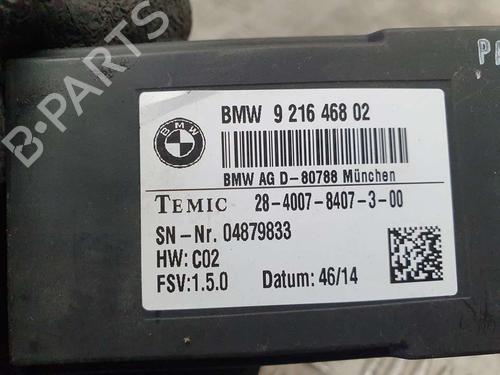 B-PARTS
BMW
BMW 9 216 468 02
BMW AG D-80788 München
TEMIC 28-4007-8407-3-00
SN-Nr. 04879833
HW: C02
FSV:1.5.0 Datum: 46/14